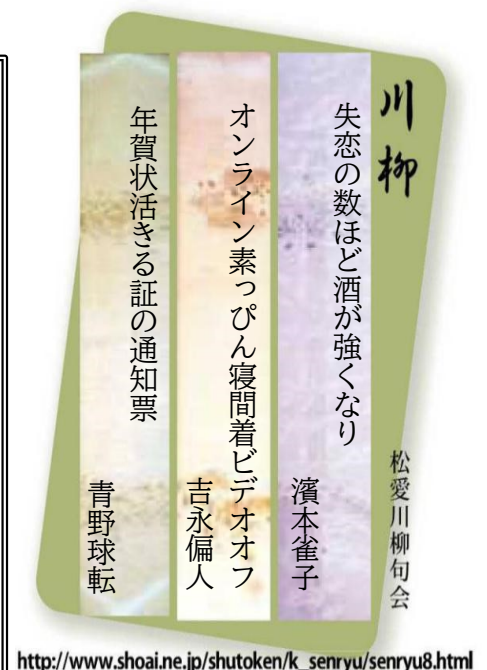 川柳
松愛川柳句会
失恋の数ほど酒が強くなり
濱本雀子
オンライン素っぴん寝間着ビデオオフ
吉永偏人
年賀状活きる証の通知票
青野球転
http://www.shoai.ne.jp/shutoken/k_senryu/senryu8.html